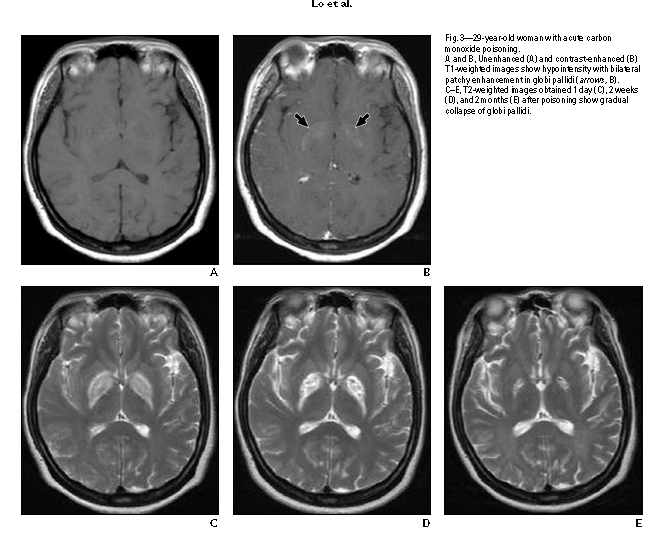 Lo et al.
Fig. 3—29-year-old woman with acute carbon
monoxide poisoning.
A and B, Unenhanced (A) and contrast-enhanced (B)
T1-weighted images show hypointensity with bilateral
patchy enhancement in globi pallidi (arrows, B).
C–E, T2-weighted images obtained 1 day (C), 2 weeks
(D), and 2 months (E) after poisoning show gradual
collapse of globi pallidi.
A
B
C
D
E